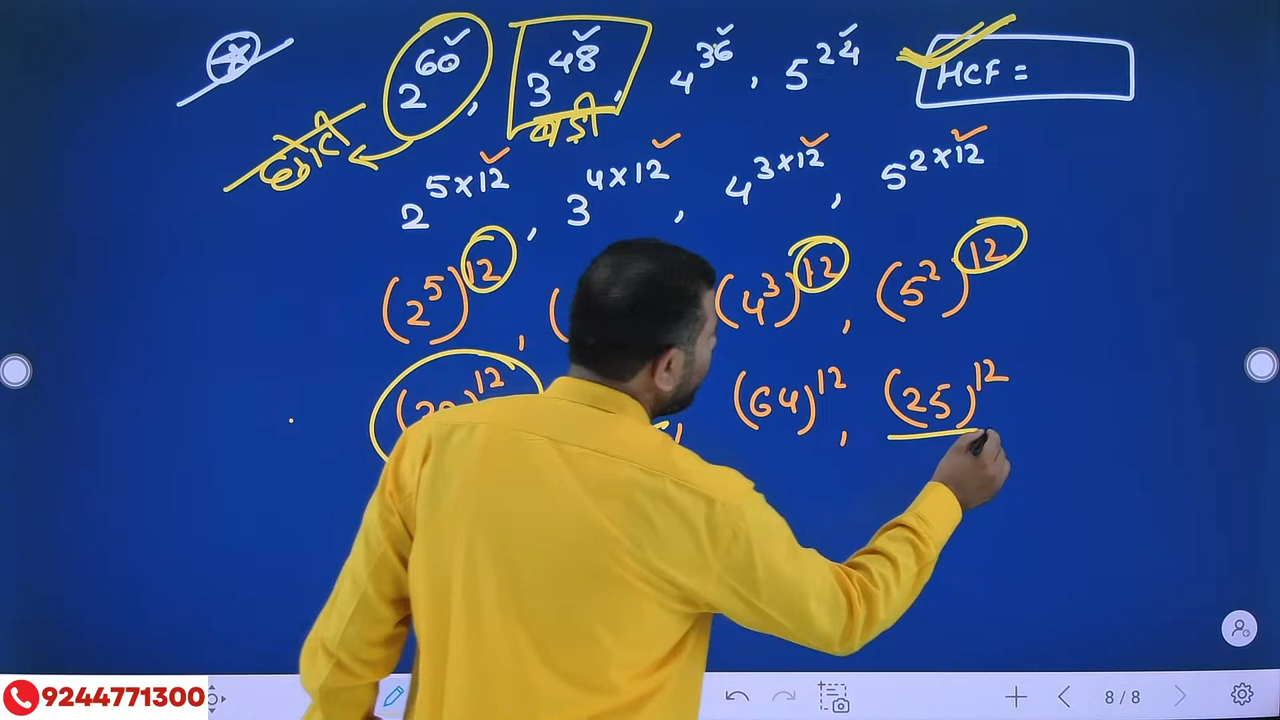 2^60, 3^48, 4^36, 5^24 HCF =
छोटी बड़ी
2^5×12, 3^4×12, 4^3×12, 5^2×12
(2^5)^12, ( (4^3)^12, (5^2)^12
)^12 (64)^12, (25)^12
8/8
9244771300